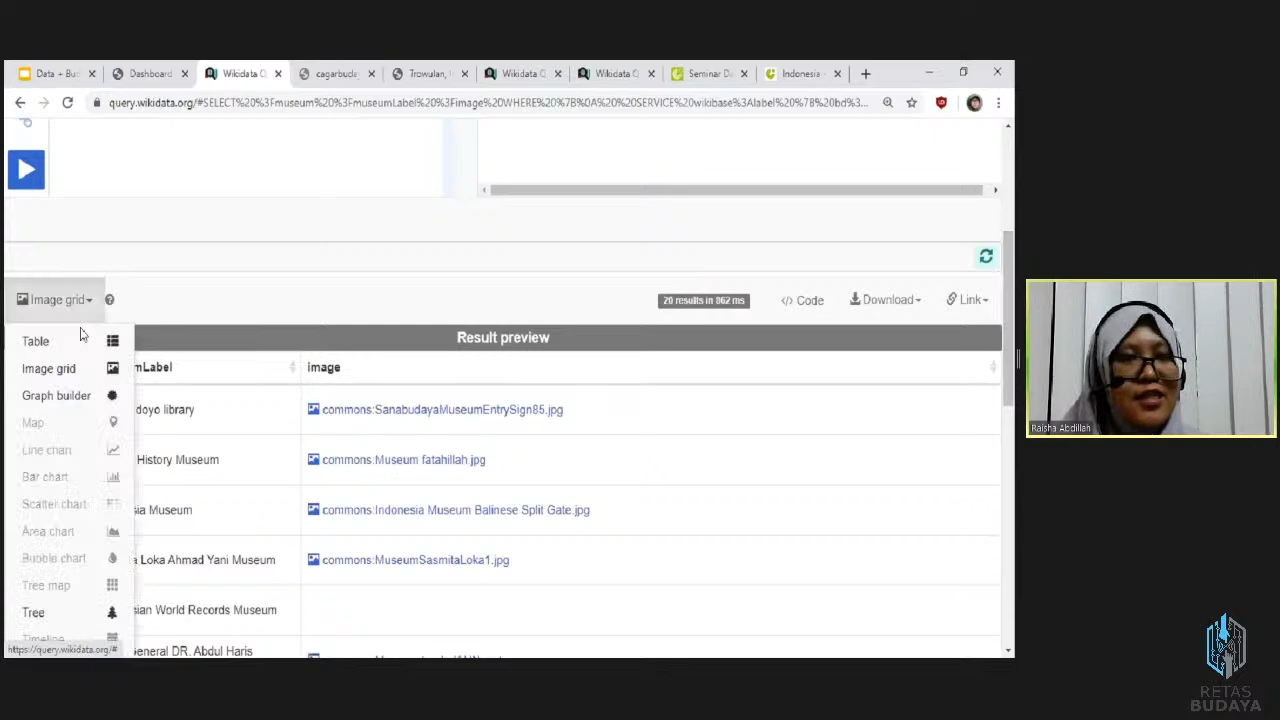 Data + Bu
Dashboard
Wikidata Q
cagarbuda
Trowulan,
Wikidata Q
Wikidata Q
Seminar Da
Indonesia -
query.wikidata.org/#SELECT%20%3Fmuseum%20%3FmuseumLabel%20%3Fimage%20WHERE%20%7B%0A%20%20SERVICE%20wikibase%3Alabel%20%7B%20bd%3...
Image grid
20 results in 862 ms
</> Code
Download
Link
Result preview
Table
Image grid
Graph builder
Map
Line chart
Bar chart
Scatter chart
Area chart
Bubble chart
Tree map
Tree
Timeline
https://query.wikidata.org/#
mLabel
image
doyo library
commons:SanabudayaMuseumEntrySign85.jpg
History Museum
commons:Museum fatahillah.jpg
sia Museum
commons:Indonesia Museum Balinese Split Gate.jpg
a Loka Ahmad Yani Museum
commons:MuseumSasmitaLoka1.jpg
sian World Records Museum
General DR. Abdul Haris
Raisha Abdillah
RETAS
BUDAYA